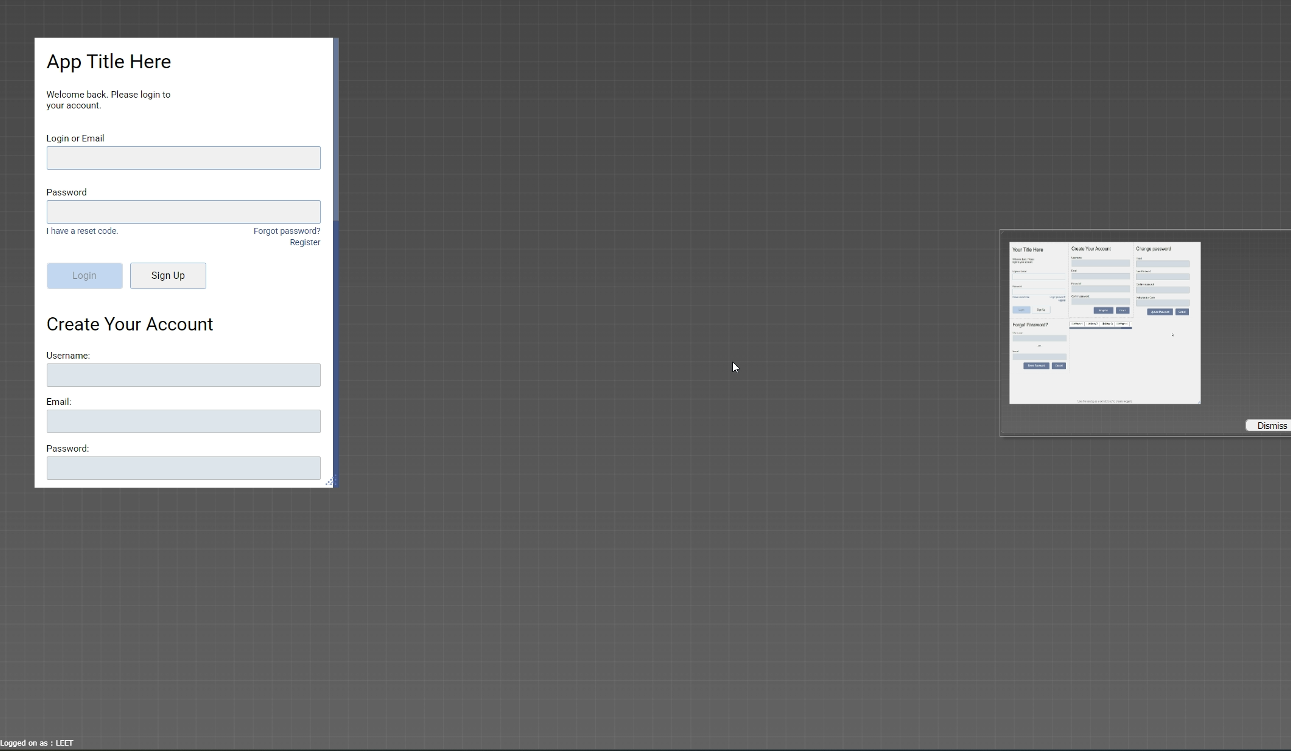 App Title Here
Welcome back. Please login to
your account.
Login or Email
Password
I have a reset code.
Forgot password?
Register
Login
Sign Up
Create Your Account
Username:
Email:
Password:
Your Title Here
Create Your Account
Change password
Forgot Password?
Dismiss
Logged on as : LEET